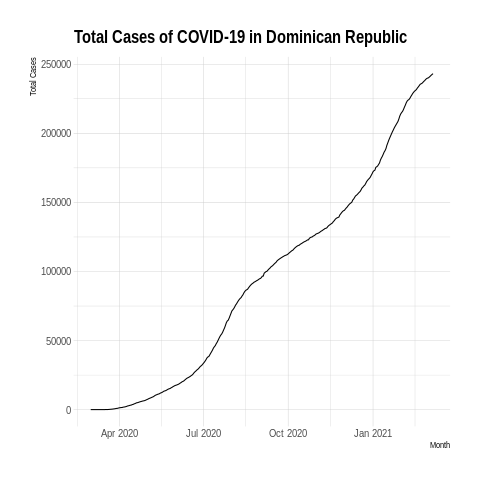 Total Cases of COVID-19 in Dominican Republic
Total Cases
250000
200000
150000
100000
50000
0
Apr 2020
Jul 2020
Oct 2020
Jan 2021
Month